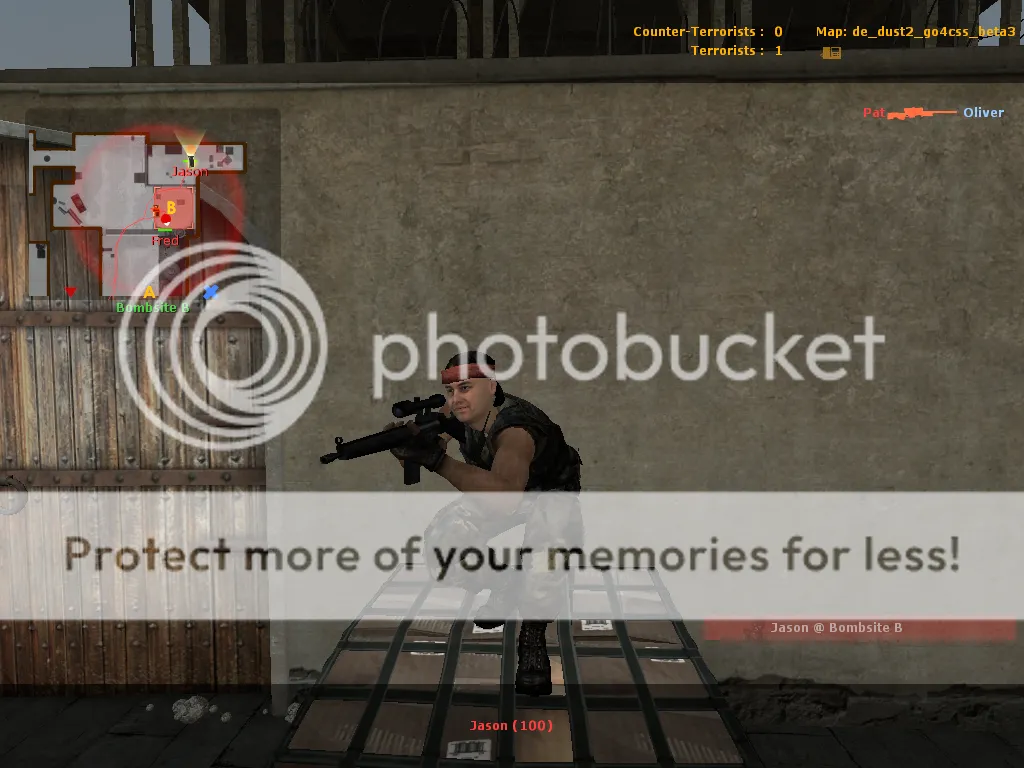 Counter-Terrorists : 0 Map: de_dust2_go4css_beta3
Terrorists : 1
Pat Oliver
Jason
B
Fred
A
Bombsite B
photobucket
Protect more of your memories for less!
Jason @ Bombsite B
Jason (100)